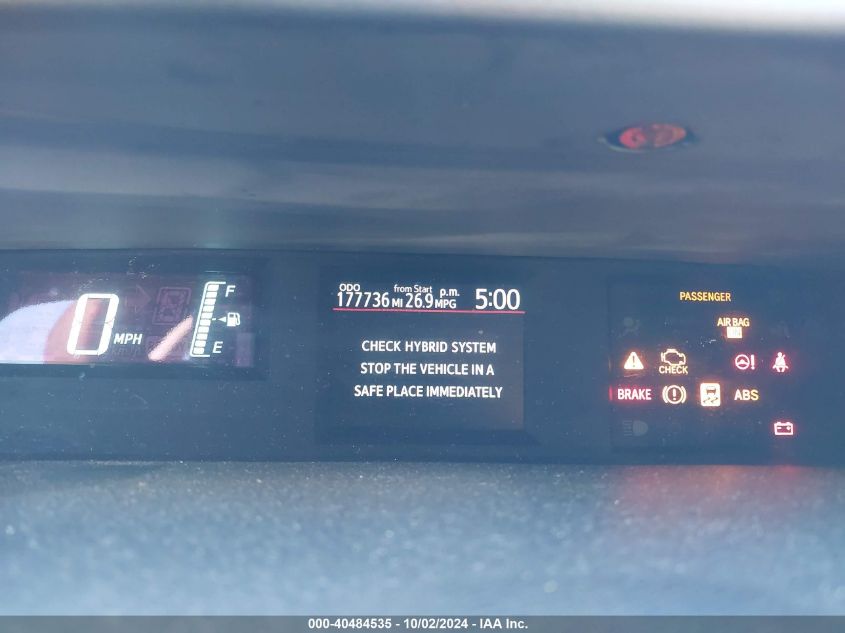 0 MPH
F
E
ODO from Start p.m.
177736 MI 26.9 MPG 5:00
CHECK HYBRID SYSTEM
STOP THE VEHICLE IN A
SAFE PLACE IMMEDIATELY
PASSENGER
AIR BAG
CHECK
BRAKE ABS
000-40484535 - 10/02/2024 - IAA Inc.